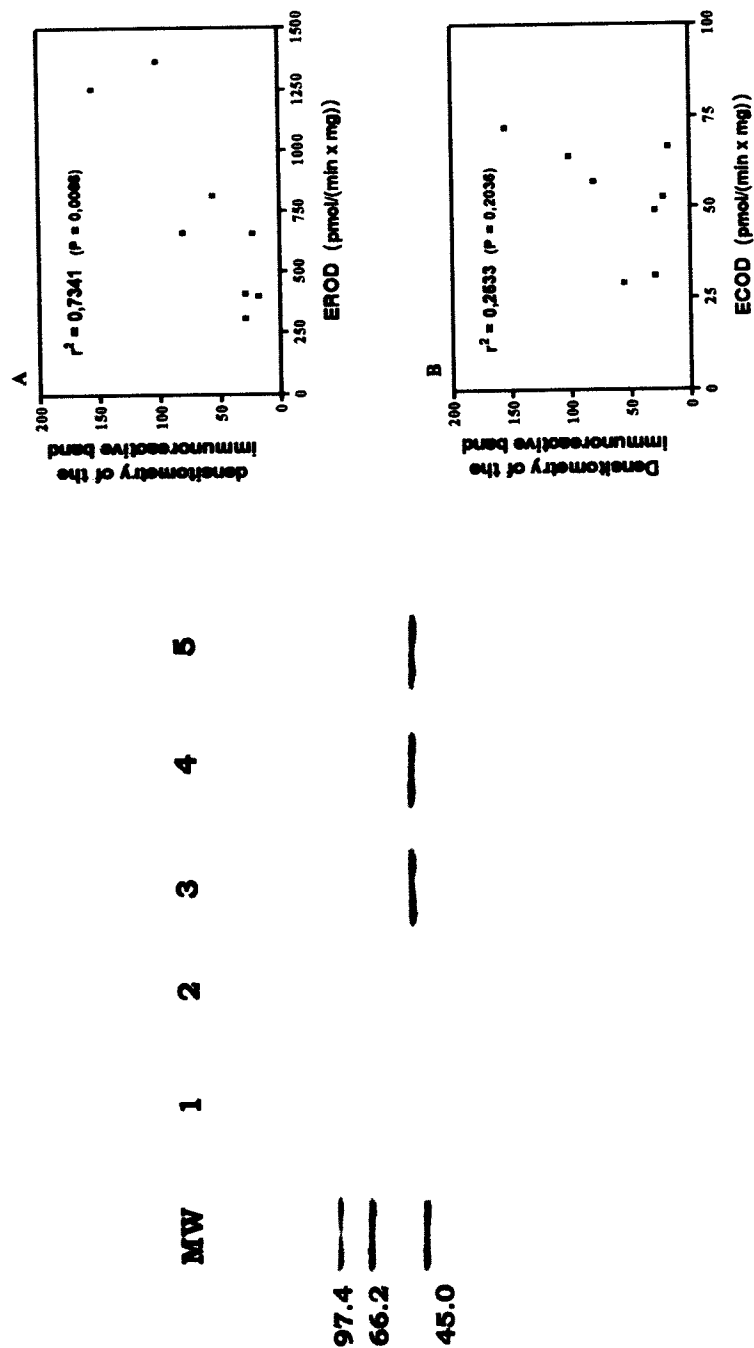 MW 1 2 3 4 5
97.4
66.2
45.0
A
r² = 0,7341 (P = 0,0066)
densitometry of the
immunoreactive band
200
150
100
50
0
0 250 500 750 1000 1250 1500
EROD (pmol/(min x mg))
B
r² = 0,2533 (P = 0,2036)
Densitometry of the
immunoreactive band
200
150
100
50
0
0 25 50 75 100
ECOD (pmol/(min x mg))